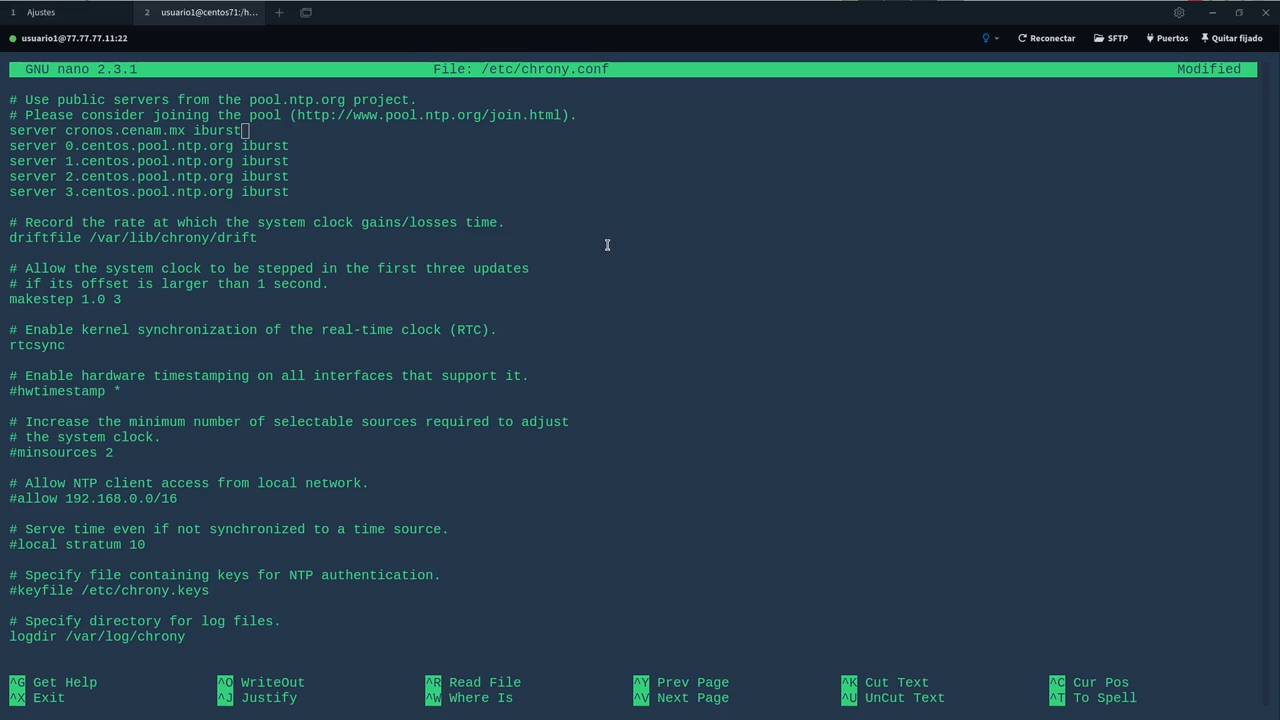 1 Ajustes 2 usuario1@centos71:/h...
usuario1@77.77.77.11:22 Reconectar SFTP Puertos Quitar fijado
GNU nano 2.3.1 File: /etc/chrony.conf Modified
# Use public servers from the pool.ntp.org project.
# Please consider joining the pool (http://www.pool.ntp.org/join.html).
server cronos.cenam.mx iburst
server 0.centos.pool.ntp.org iburst
server 1.centos.pool.ntp.org iburst
server 2.centos.pool.ntp.org iburst
server 3.centos.pool.ntp.org iburst
# Record the rate at which the system clock gains/losses time.
driftfile /var/lib/chrony/drift
# Allow the system clock to be stepped in the first three updates
# if its offset is larger than 1 second.
makestep 1.0 3
# Enable kernel synchronization of the real-time clock (RTC).
rtcsync
# Enable hardware timestamping on all interfaces that support it.
#hwtimestamp *
# Increase the minimum number of selectable sources required to adjust
# the system clock.
#minsources 2
# Allow NTP client access from local network.
#allow 192.168.0.0/16
# Serve time even if not synchronized to a time source.
#local stratum 10
# Specify file containing keys for NTP authentication.
#keyfile /etc/chrony.keys
# Specify directory for log files.
logdir /var/log/chrony
^G Get Help ^O WriteOut ^R Read File ^Y Prev Page ^K Cut Text ^C Cur Pos
^X Exit ^J Justify ^W Where Is ^V Next Page ^U UnCut Text ^T To Spell